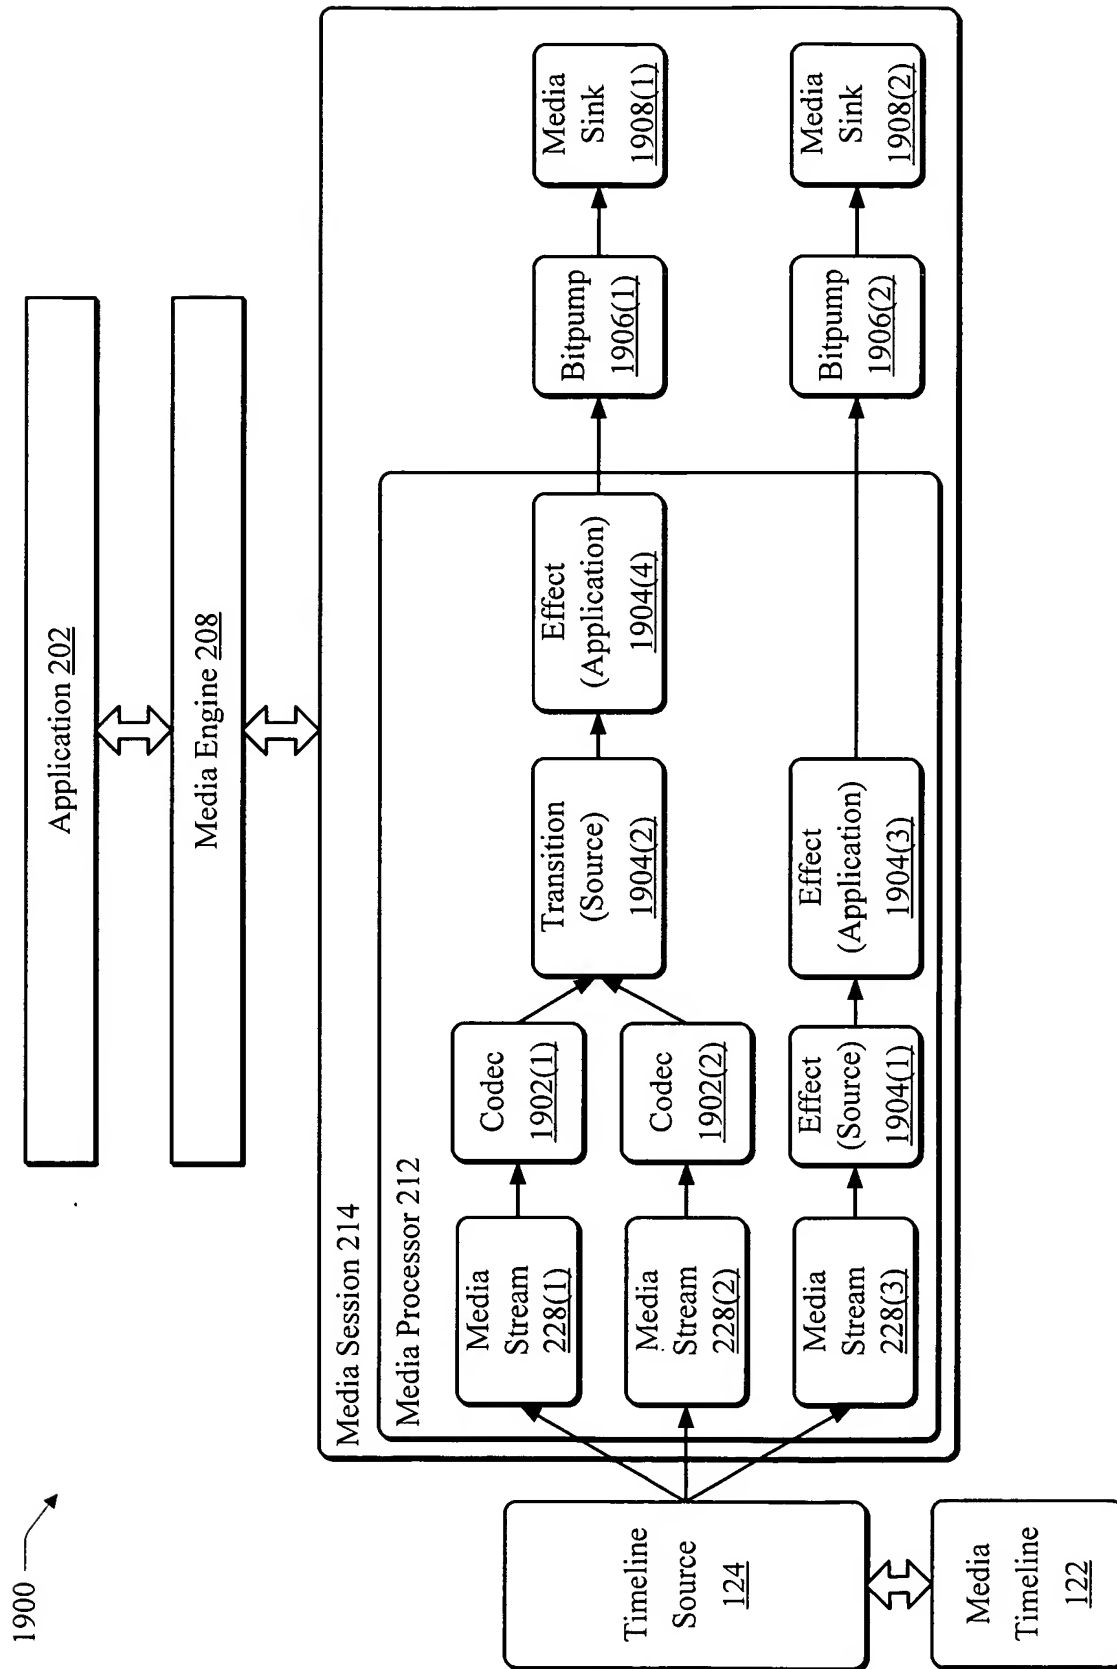 1900
Application 202
Media Engine 208
Media Session 214
Media Processor 212
Timeline
Source
124
Media
Timeline
122
Media
Stream
228(1)
Codec
1902(1)
Media
Stream
228(2)
Codec
1902(2)
Transition
(Source)
1904(2)
Effect
(Application)
1904(4)
Bitpump
1906(1)
Media
Sink
1908(1)
Media
Stream
228(3)
Effect
(Source)
1904(1)
Effect
(Application)
1904(3)
Bitpump
1906(2)
Media
Sink
1908(2)